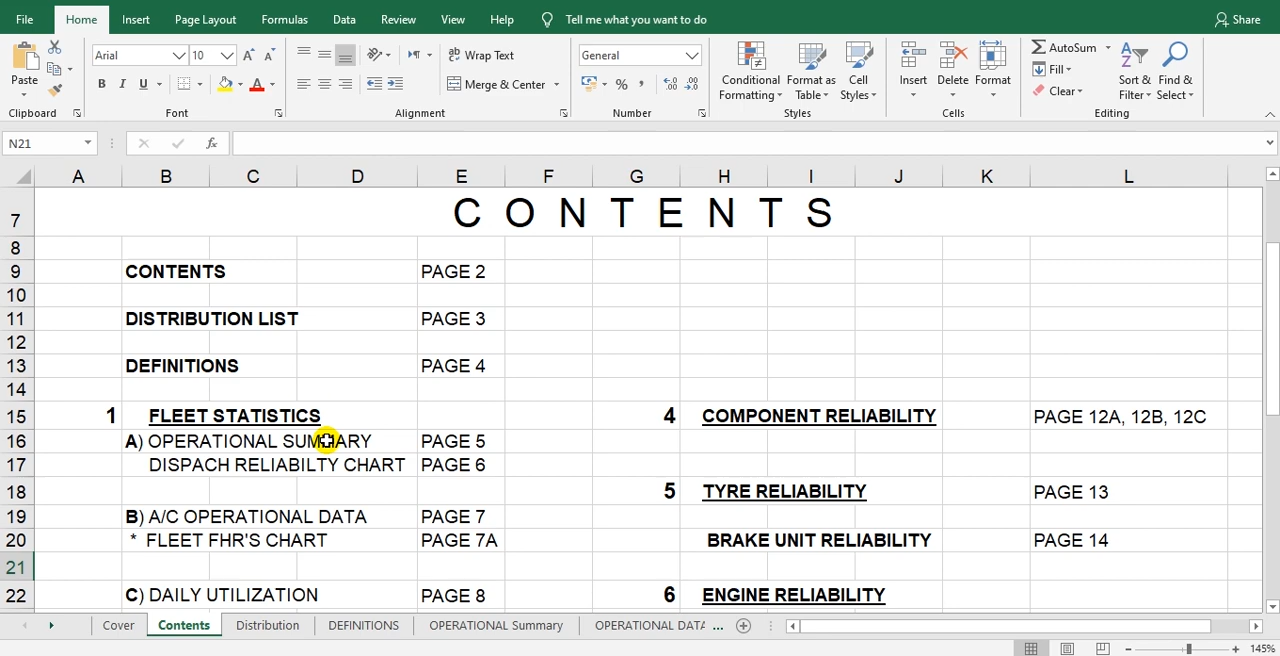 File Home Insert Page Layout Formulas Data Review View Help Tell me what you want to do Share
Arial 10 Wrap Text General AutoSum
Paste B I U Merge & Center % , Conditional Formatting Format as Table Cell Styles Insert Delete Format Fill Clear Sort & Filter Find & Select
Clipboard Font Alignment Number Styles Cells Editing
N21 fx
A B C D E F G H I J K L
7 C O N T E N T S
8
9 CONTENTS PAGE 2
10
11 DISTRIBUTION LIST PAGE 3
12
13 DEFINITIONS PAGE 4
14
15 1 FLEET STATISTICS 4 COMPONENT RELIABILITY PAGE 12A, 12B, 12C
16 A) OPERATIONAL SUMMARY PAGE 5
17 DISPACH RELIABILTY CHART PAGE 6
18 5 TYRE RELIABILITY PAGE 13
19 B) A/C OPERATIONAL DATA PAGE 7
20 * FLEET FHR'S CHART PAGE 7A BRAKE UNIT RELIABILITY PAGE 14
21
22 C) DAILY UTILIZATION PAGE 8 6 ENGINE RELIABILITY
Cover Contents Distribution DEFINITIONS OPERATIONAL Summary OPERATIONAL DATA ...
145%